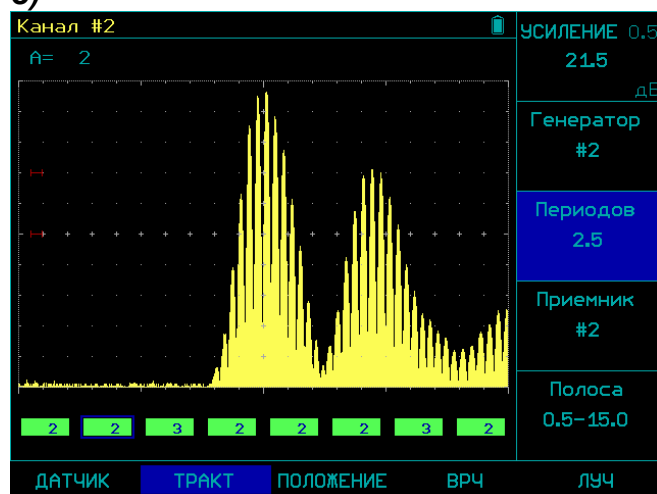 Канал #2
A= 2
УСИЛЕНИЕ 0.5
21.5
дБ
Генератор
#2
Периодов
2.5
Приемник
#2
Полоса
0.5-15.0
2 2 3 2 2 2 3 2
ДАТЧИК ТРАКТ ПОЛОЖЕНИЕ ВРЧ ЛУЧ